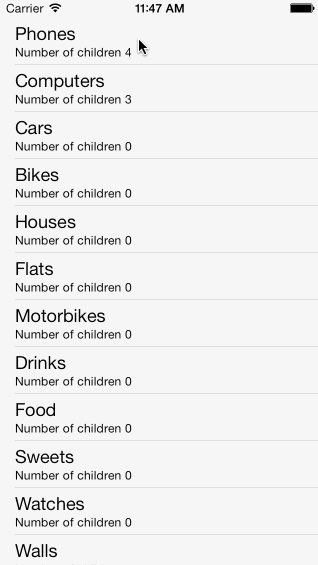 Carrier 11:47 AM
Phones
Number of children 4
Computers
Number of children 3
Cars
Number of children 0
Bikes
Number of children 0
Houses
Number of children 0
Flats
Number of children 0
Motorbikes
Number of children 0
Drinks
Number of children 0
Food
Number of children 0
Sweets
Number of children 0
Watches
Number of children 0
Walls